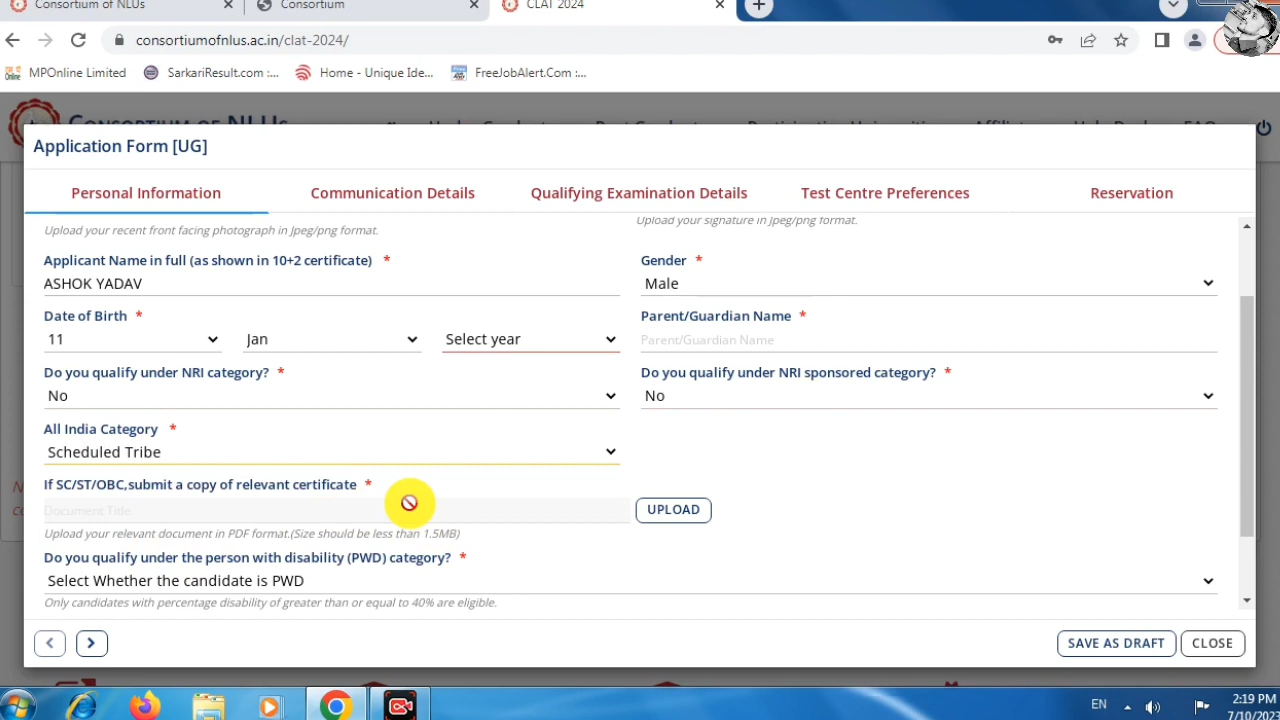 Consortium of NLUs
Consortium
CLAT 2024
consortiumofnlus.ac.in/clat-2024/
MPOnline Limited
SarkariResult.com :...
Home - Unique Ide...
FreeJobAlert.Com :...
CONSORTIUM OF NLUS
Application Form [UG]
Personal Information
Communication Details
Qualifying Examination Details
Test Centre Preferences
Reservation
Upload your recent front facing photograph in Jpeg/png format.
Upload your signature in Jpeg/png format.
Applicant Name in full (as shown in 10+2 certificate) *
Gender *
ASHOK YADAV
Male
Date of Birth *
Parent/Guardian Name *
11
Jan
Select year
Parent/Guardian Name
Do you qualify under NRI category? *
Do you qualify under NRI sponsored category? *
No
No
All India Category *
Scheduled Tribe
If SC/ST/OBC,submit a copy of relevant certificate *
Document Title
UPLOAD
Upload your relevant document in PDF format.(Size should be less than 1.5MB)
Do you qualify under the person with disability (PWD) category? *
Select Whether the candidate is PWD
Only candidates with percentage disability of greater than or equal to 40% are eligible.
SAVE AS DRAFT
CLOSE
EN
2:19 PM